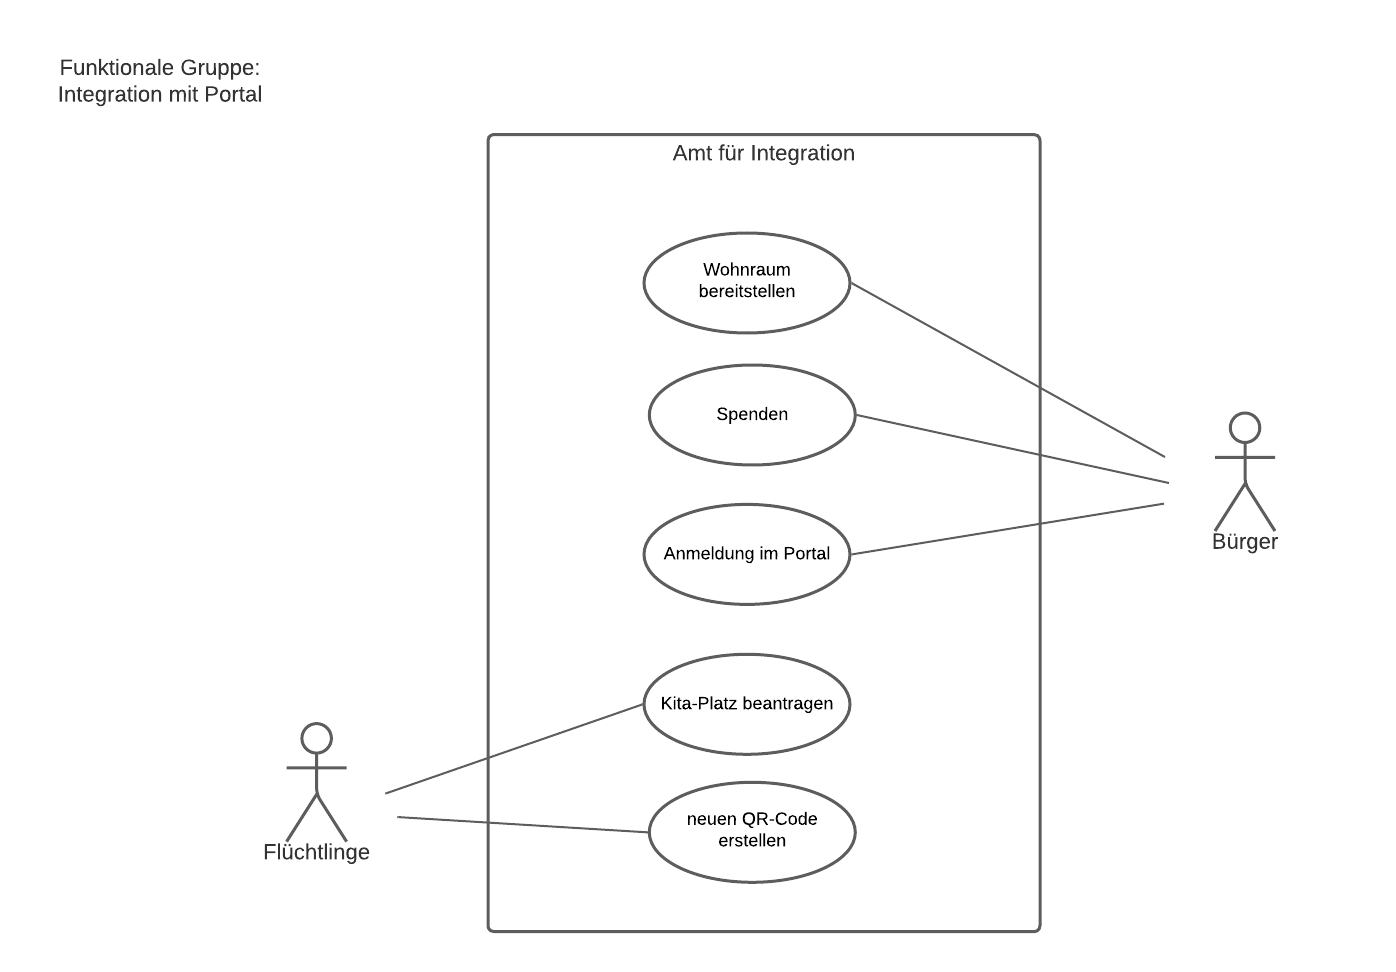 Funktionale Gruppe:
Integration mit Portal
Amt für Integration
Wohnraum
bereitstellen
Spenden
Bürger
Anmeldung im Portal
Kita-Platz beantragen
neuen QR-Code
erstellen
Flüchtlinge